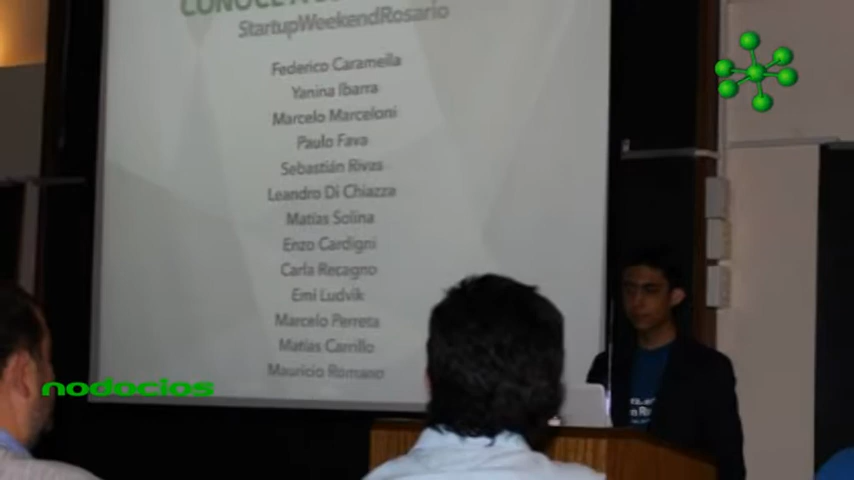 StartupWeekendRosario
Federico Caramella
Yanina Ibarra
Marcelo Marceloni
Paulo Fava
Sebastián Rivas
Leandro Di Chiazza
Matías Solina
Enzo Cardigni
Carla Recagno
Emi Ludvik
Marcelo Perreta
Matías Carrillo
Mauricio Romano
nodocios